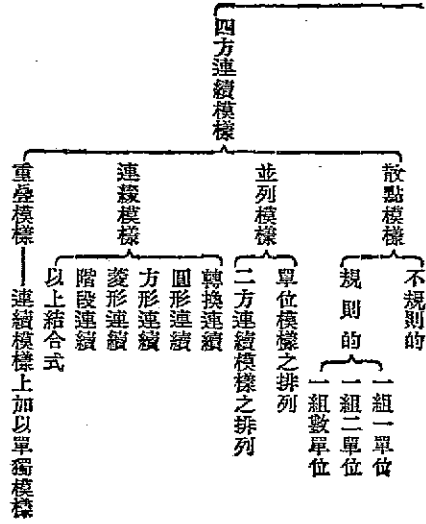 四方連續模樣
散點模樣
不規則的
規則的
一組一單位
一組二單位
一組數單位
並列模樣
單位模樣之排列
二方連續模樣之排列
連緩模樣
轉換連續
圓形連續
方形連續
菱形連續
階段連續
以上結合式
重疊模樣
連續模樣上加以單獨模樣